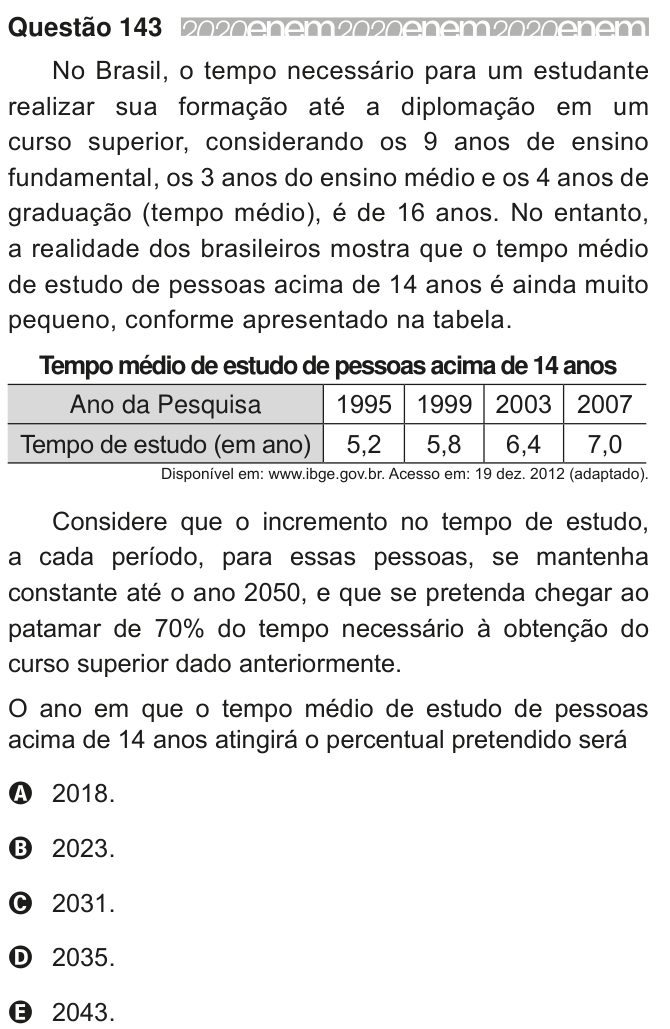 Questão 143 2020enem2020enem2020enem
No Brasil, o tempo necessário para um estudante
realizar sua formação até a diplomação em um
curso superior, considerando os 9 anos de ensino
fundamental, os 3 anos do ensino médio e os 4 anos de
graduação (tempo médio), é de 16 anos. No entanto,
a realidade dos brasileiros mostra que o tempo médio
de estudo de pessoas acima de 14 anos é ainda muito
pequeno, conforme apresentado na tabela.
Tempo médio de estudo de pessoas acima de 14 anos
Ano da Pesquisa 1995 1999 2003 2007
Tempo de estudo (em ano) 5,2 5,8 6,4 7,0
Disponível em: www.ibge.gov.br. Acesso em: 19 dez. 2012 (adaptado).
Considere que o incremento no tempo de estudo,
a cada período, para essas pessoas, se mantenha
constante até o ano 2050, e que se pretenda chegar ao
patamar de 70% do tempo necessário à obtenção do
curso superior dado anteriormente.
O ano em que o tempo médio de estudo de pessoas
acima de 14 anos atingirá o percentual pretendido será
A 2018.
B 2023.
C 2031.
D 2035.
E 2043.